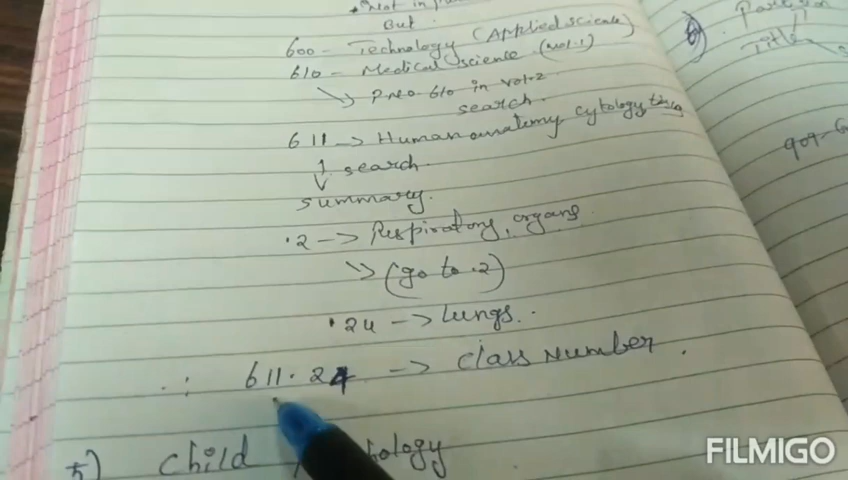 But
600 - Technology (Applied science)
610 - Medical science (vol.1)
610 in vol.2
search.
611 -> Human anatomy cytology
search.
summary.
.2 -> Respiratory organs
(go to .2)
.24 -> lungs.
∴ 611.24 -> class Number.
5) child
Title
FILMIGO